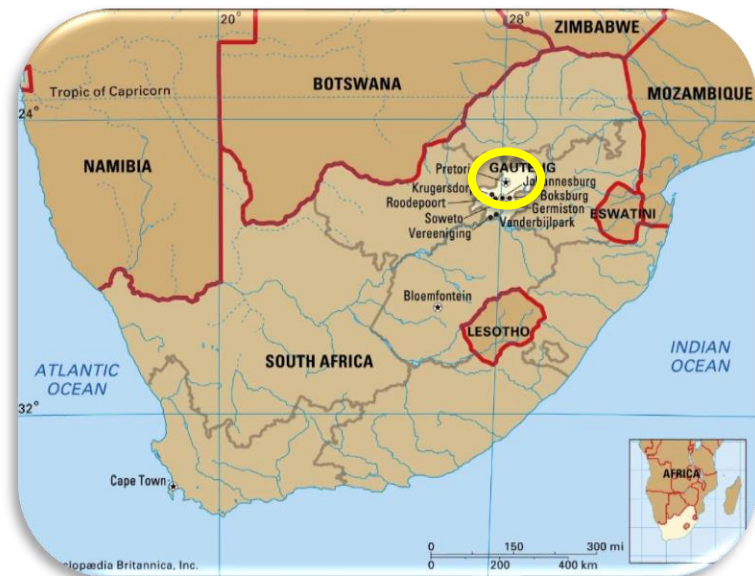 20°
28°
ZIMBABWE
BOTSWANA
MOZAMBIQUE
Tropic of Capricorn
24°
NAMIBIA
Pretori
GAUTENG
Krugersdor
Johannesburg
Roodepoort
Boksburg
Soweto
Germiston
ESWATINI
Vereeniging
Vanderbijlpark
Bloemfontein
LESOTHO
SOUTH AFRICA
ATLANTIC
OCEAN
INDIAN
OCEAN
32°
Cape Town
AFRICA
0 150 300 mi
0 200 400 km
clopædia Britannica, Inc.